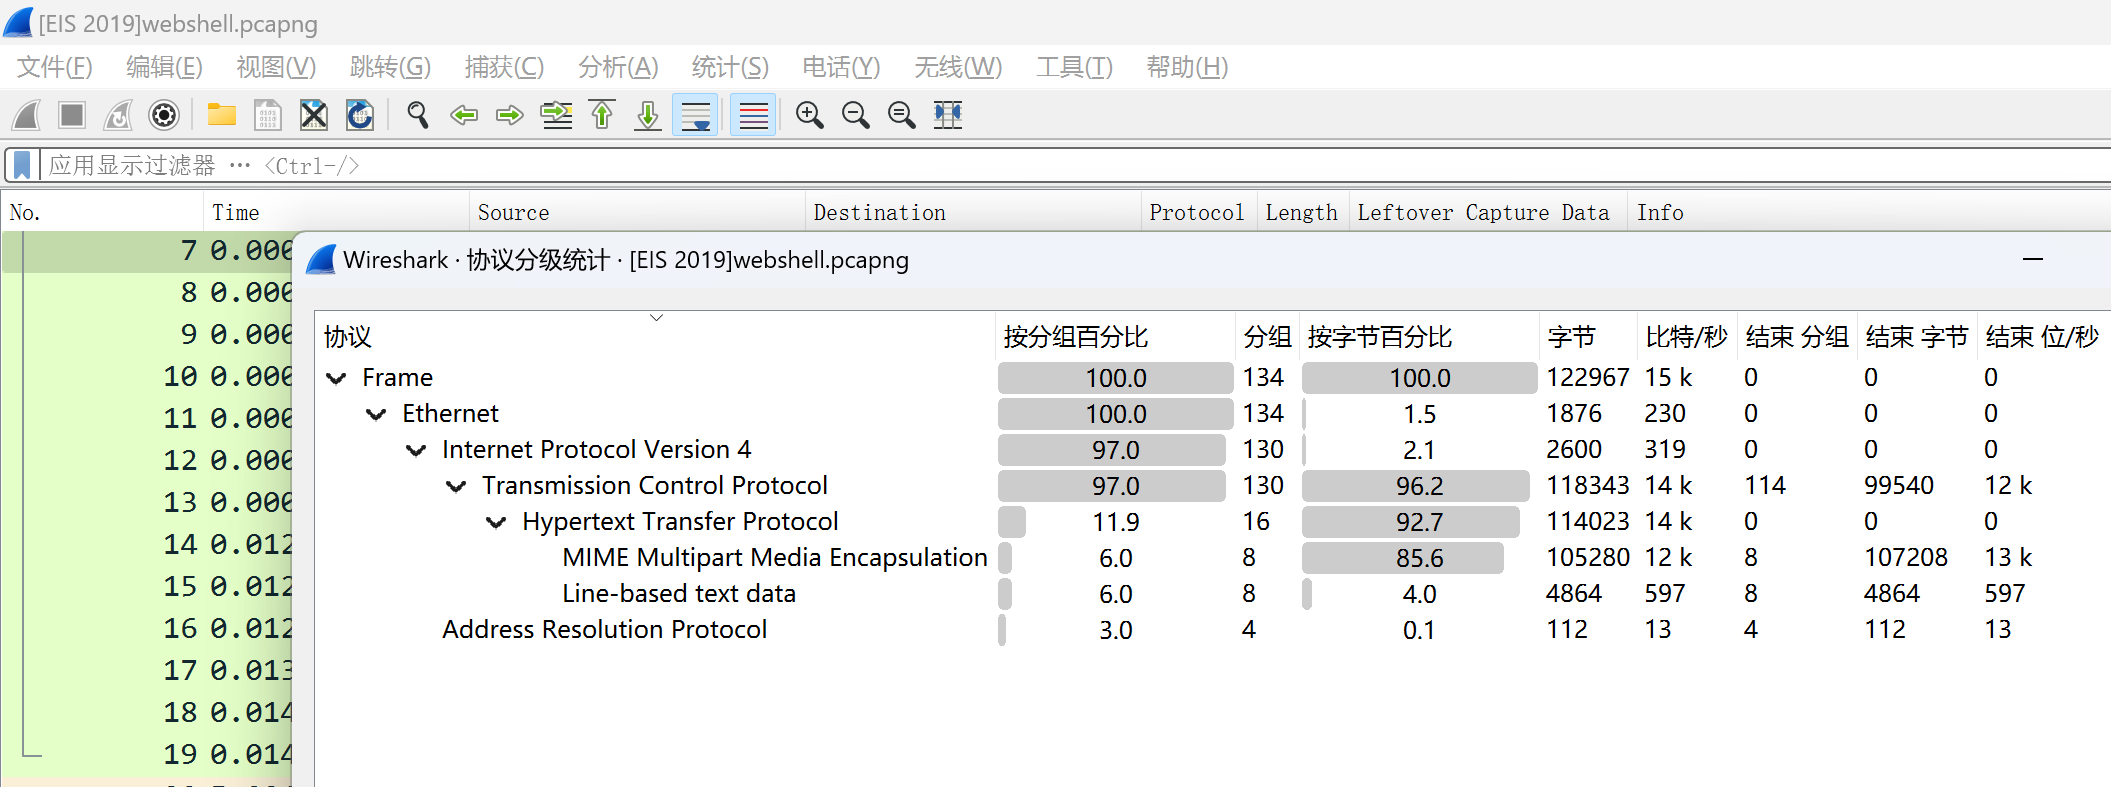 [EIS 2019]webshell.pcapng
文件(F) 编辑(E) 视图(V) 跳转(G) 捕获(C) 分析(A) 统计(S) 电话(Y) 无线(W) 工具(T) 帮助(H)
应用显示过滤器 … <Ctrl-/>
No. Time Source Destination Protocol Length Leftover Capture Data Info
7 0.000
8 0.000
9 0.000
10 0.000
11 0.000
12 0.000
13 0.000
14 0.012
15 0.012
16 0.012
17 0.013
18 0.014
19 0.014
Wireshark · 协议分级统计 · [EIS 2019]webshell.pcapng
协议 按分组百分比 分组 按字节百分比 字节 比特/秒 结束 分组 结束 字节 结束 位/秒
Frame 100.0 134 100.0 122967 15 k 0 0 0
Ethernet 100.0 134 1.5 1876 230 0 0 0
Internet Protocol Version 4 97.0 130 2.1 2600 319 0 0 0
Transmission Control Protocol 97.0 130 96.2 118343 14 k 114 99540 12 k
Hypertext Transfer Protocol 11.9 16 92.7 114023 14 k 0 0 0
MIME Multipart Media Encapsulation 6.0 8 85.6 105280 12 k 8 107208 13 k
Line-based text data 6.0 8 4.0 4864 597 8 4864 597
Address Resolution Protocol 3.0 4 0.1 112 13 4 112 13